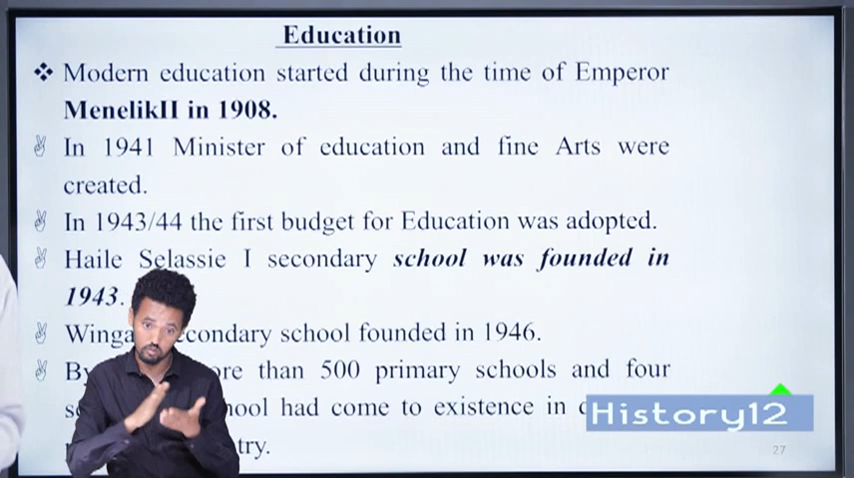 Education
❖ Modern education started during the time of Emperor
MenelikII in 1908.
In 1941 Minister of education and fine Arts were
created.
In 1943/44 the first budget for Education was adopted.
Haile Selassie I secondary school was founded in
1943.
school founded in 1946.
than 500 primary schools and four
had come to existence in
History12
27